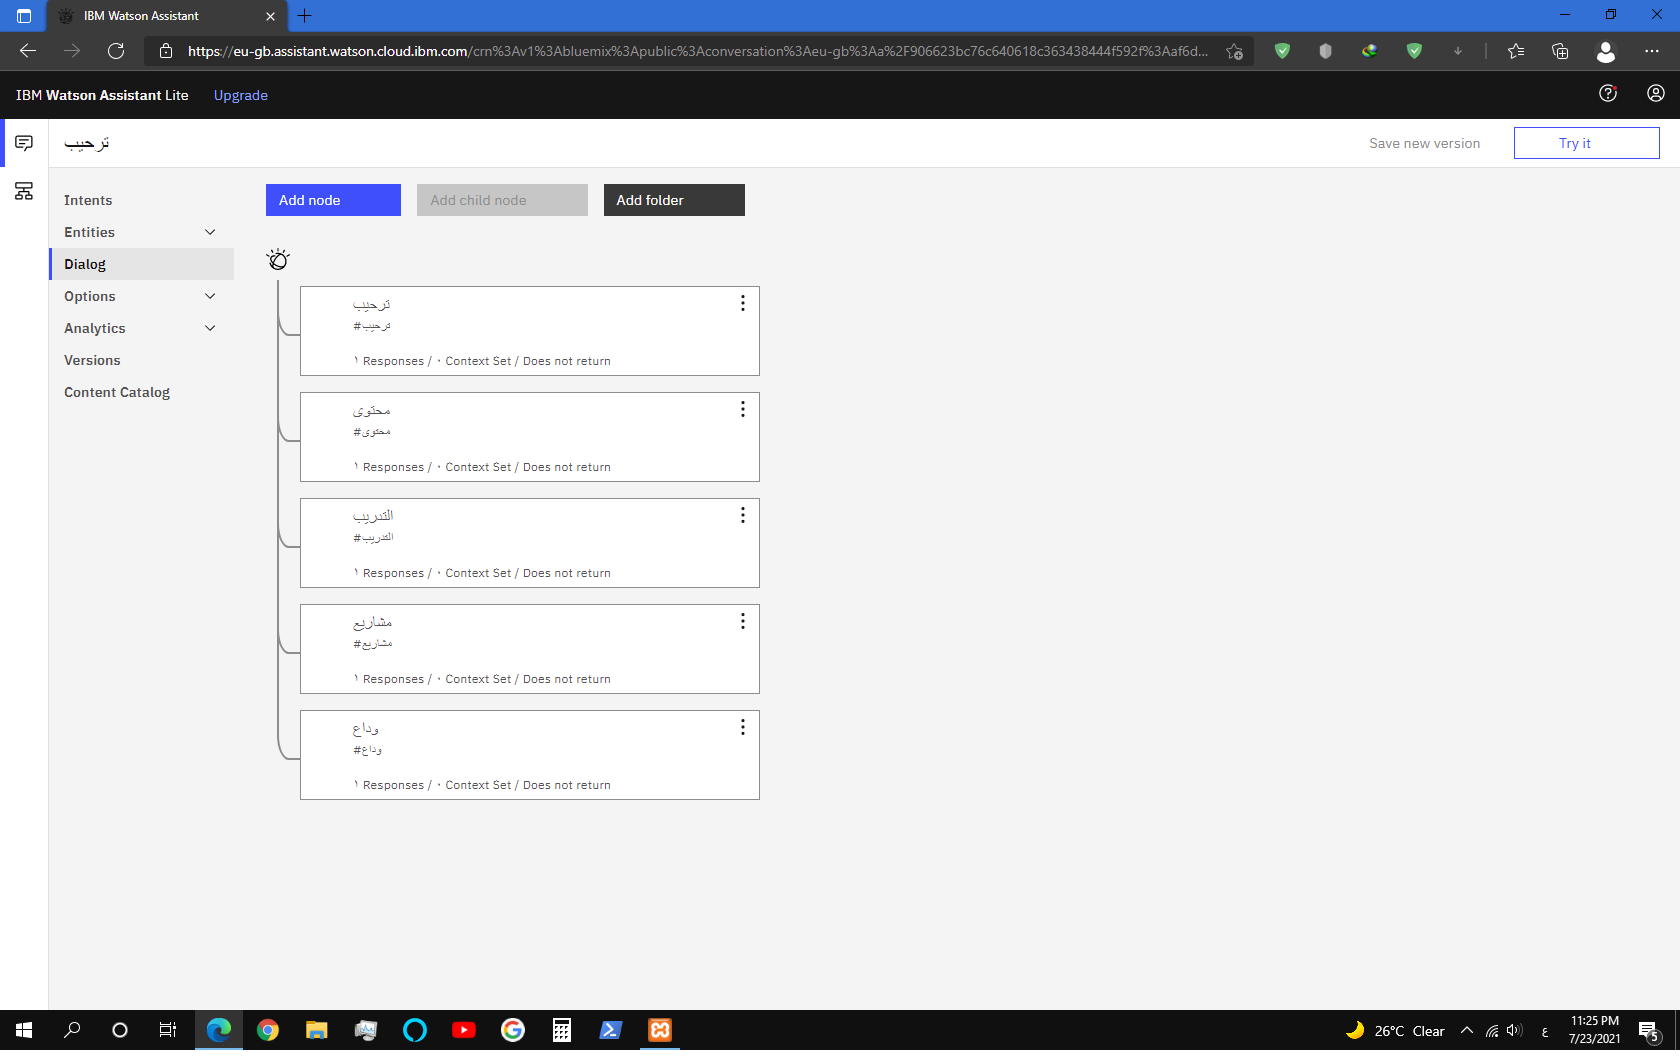 IBM Watson Assistant
https://eu-gb.assistant.watson.cloud.ibm.com/crn%3Av1%3Abluemix%3Apublic%3Aconversation%3Aeu-gb%3Aa%2F906623bc76c640618c363438444f592f%3Aaf6d...
IBM Watson Assistant Lite Upgrade
ترحيب
Save new version
Try it
Intents
Entities
Dialog
Options
Analytics
Versions
Content Catalog
Add node
Add child node
Add folder
ترحيب
#ترحيب
١ Responses / ٠ Context Set / Does not return
محتوى
#محتوى
١ Responses / ٠ Context Set / Does not return
التدريب
#التدريب
١ Responses / ٠ Context Set / Does not return
مشاريع
#مشاريع
١ Responses / ٠ Context Set / Does not return
وداع
#وداع
١ Responses / ٠ Context Set / Does not return
26°C Clear
ع
11:25 PM
7/23/2021
5